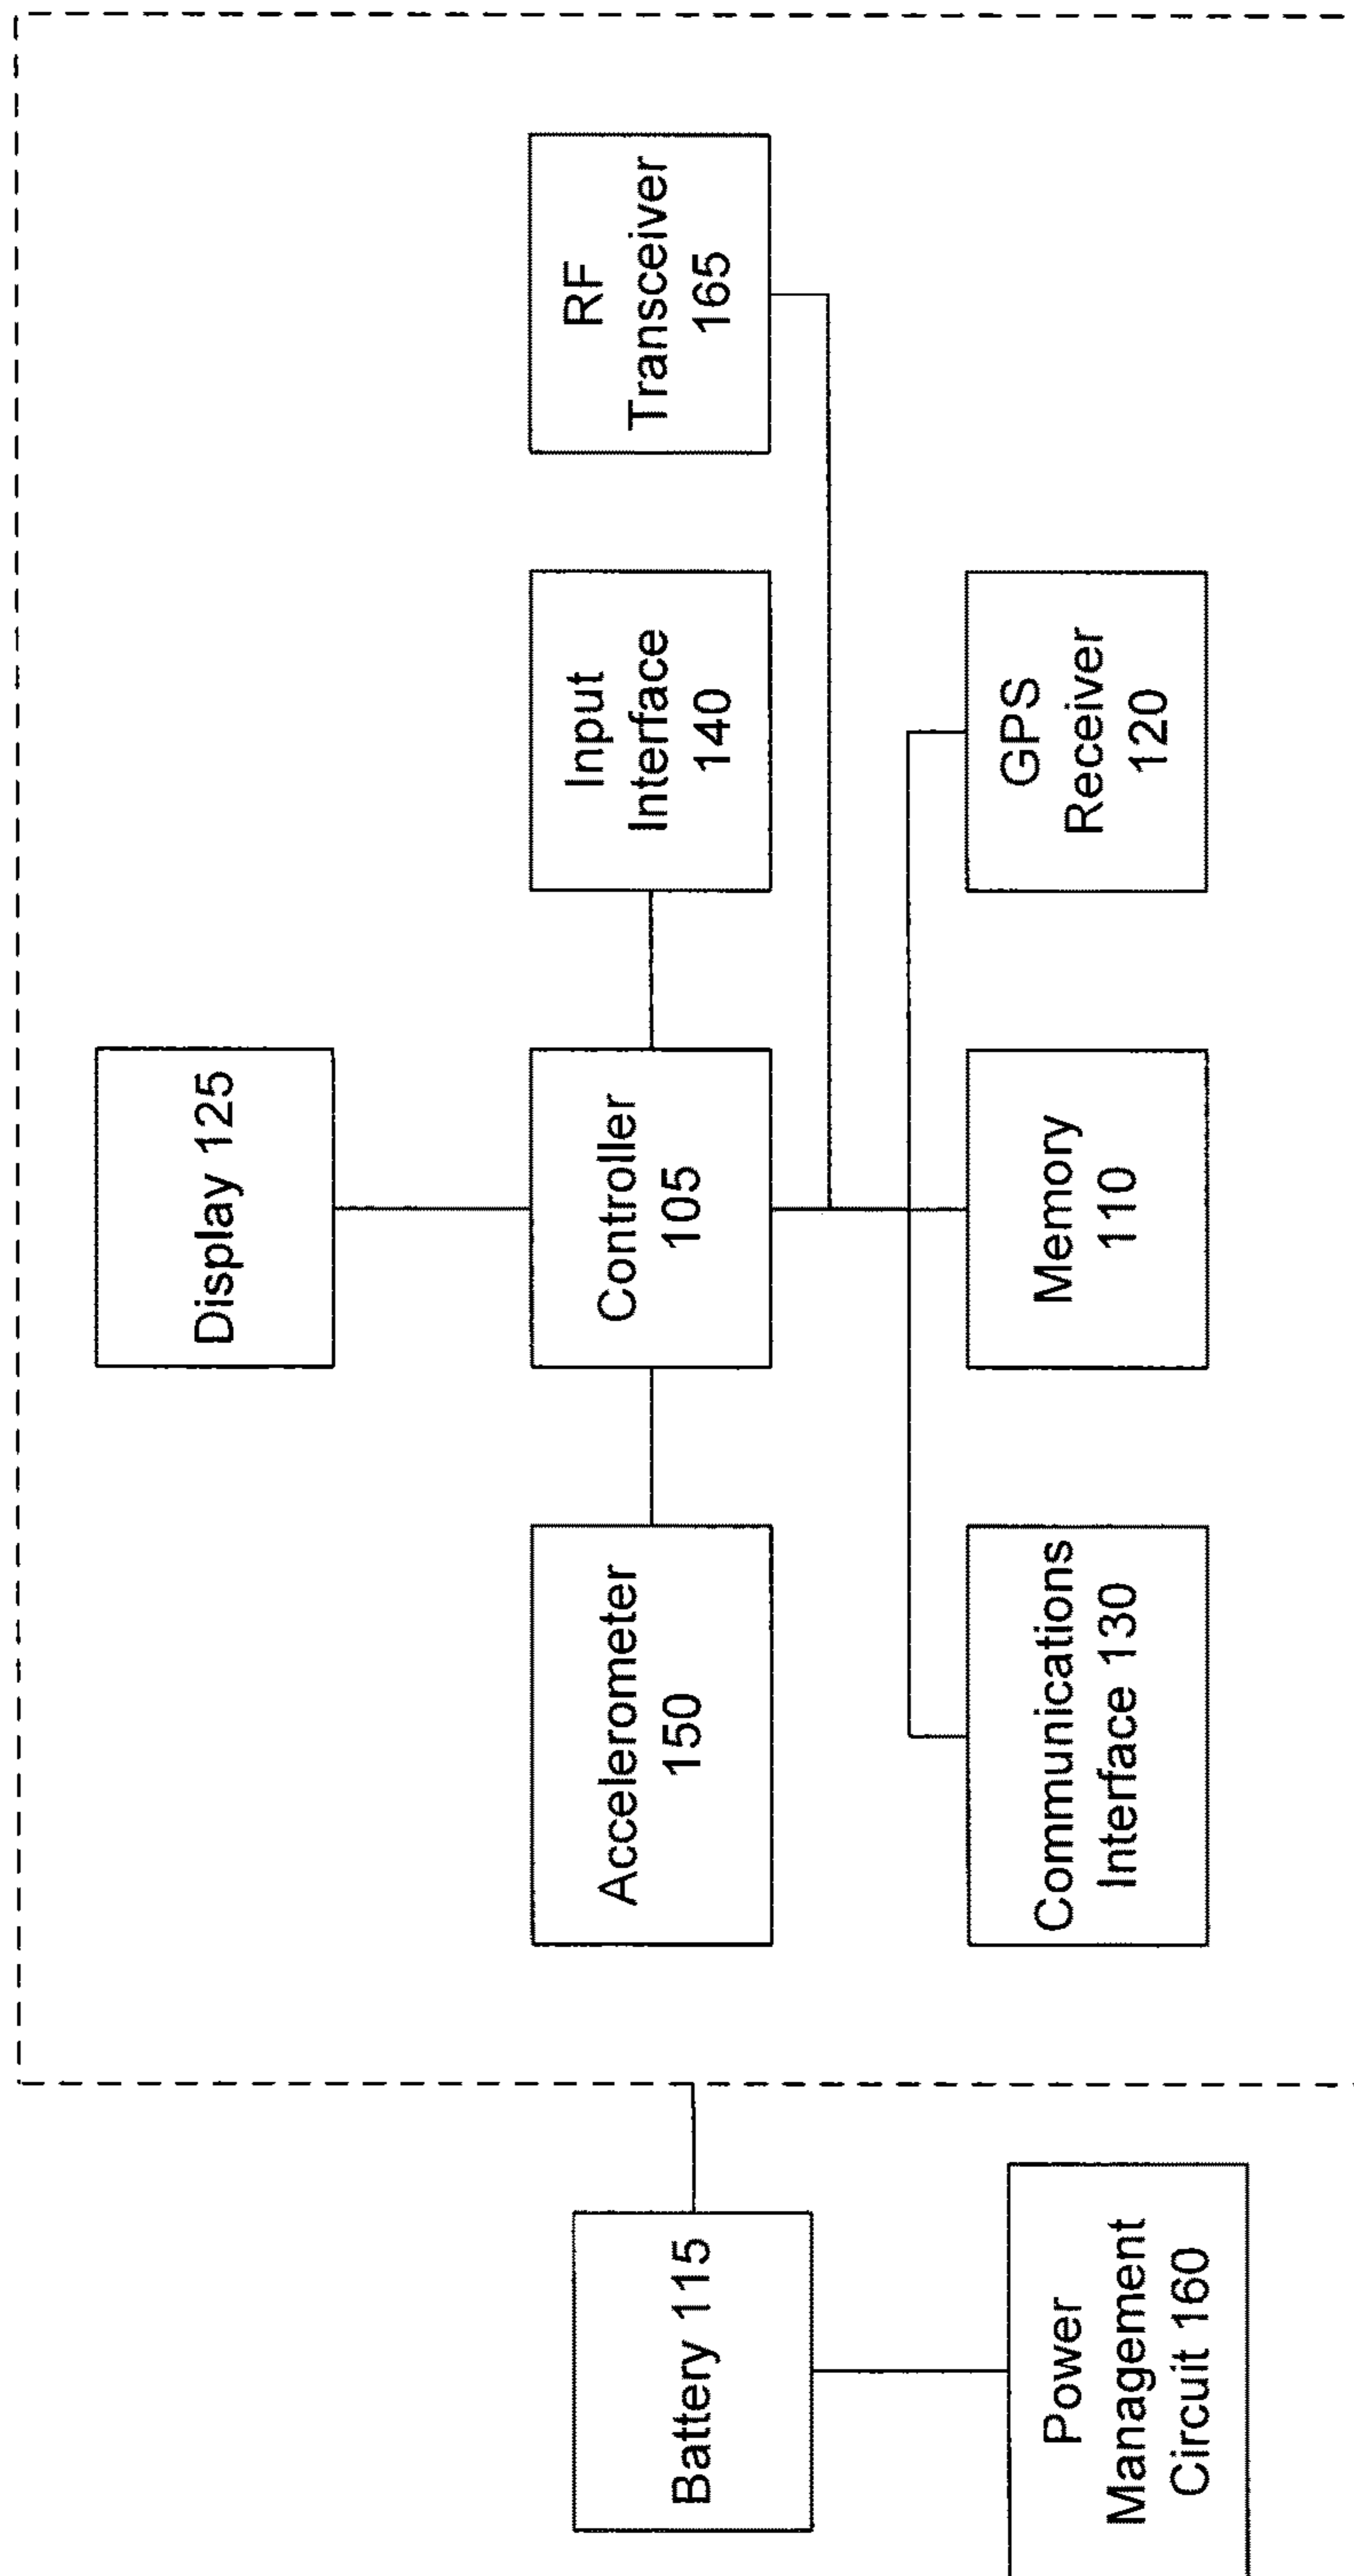 Display 125
Battery 115
Accelerometer
150
Controller
105
Input
Interface
140
RF
Transceiver
165
Power
Management
Circuit 160
Communications
Interface 130
Memory
110
GPS
Receiver
120